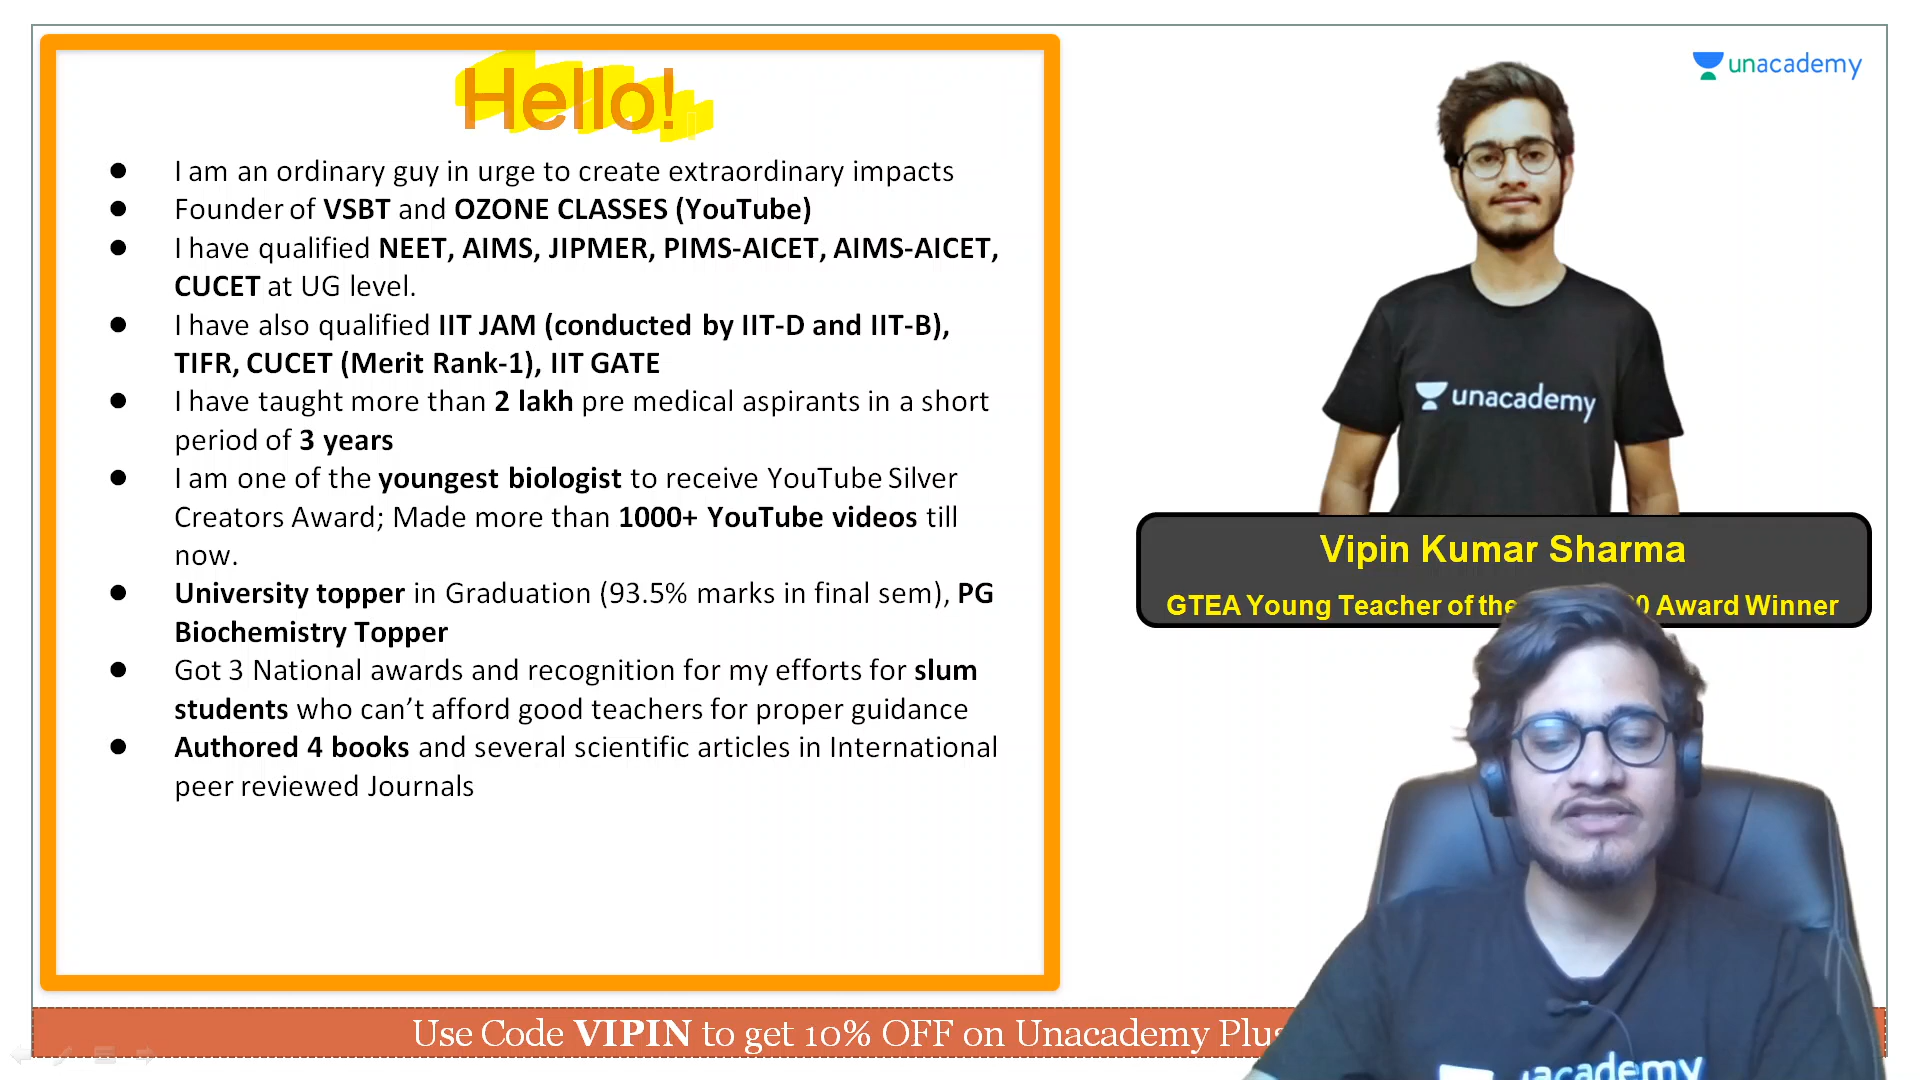 Hello!
unacademy
● I am an ordinary guy in urge to create extraordinary impacts
● Founder of VSBT and OZONE CLASSES (YouTube)
● I have qualified NEET, AIMS, JIPMER, PIMS-AICET, AIMS-AICET,
CUCET at UG level.
● I have also qualified IIT JAM (conducted by IIT-D and IIT-B),
TIFR, CUCET (Merit Rank-1), IIT GATE
● I have taught more than 2 lakh pre medical aspirants in a short
period of 3 years
● I am one of the youngest biologist to receive YouTube Silver
Creators Award; Made more than 1000+ YouTube videos till
now.
● University topper in Graduation (93.5% marks in final sem), PG
Biochemistry Topper
● Got 3 National awards and recognition for my efforts for slum
students who can’t afford good teachers for proper guidance
● Authored 4 books and several scientific articles in International
peer reviewed Journals
unacademy
Vipin Kumar Sharma
GTEA Young Teacher of the 0 Award Winner
Use Code VIPIN to get 10% OFF on Unacademy Plus